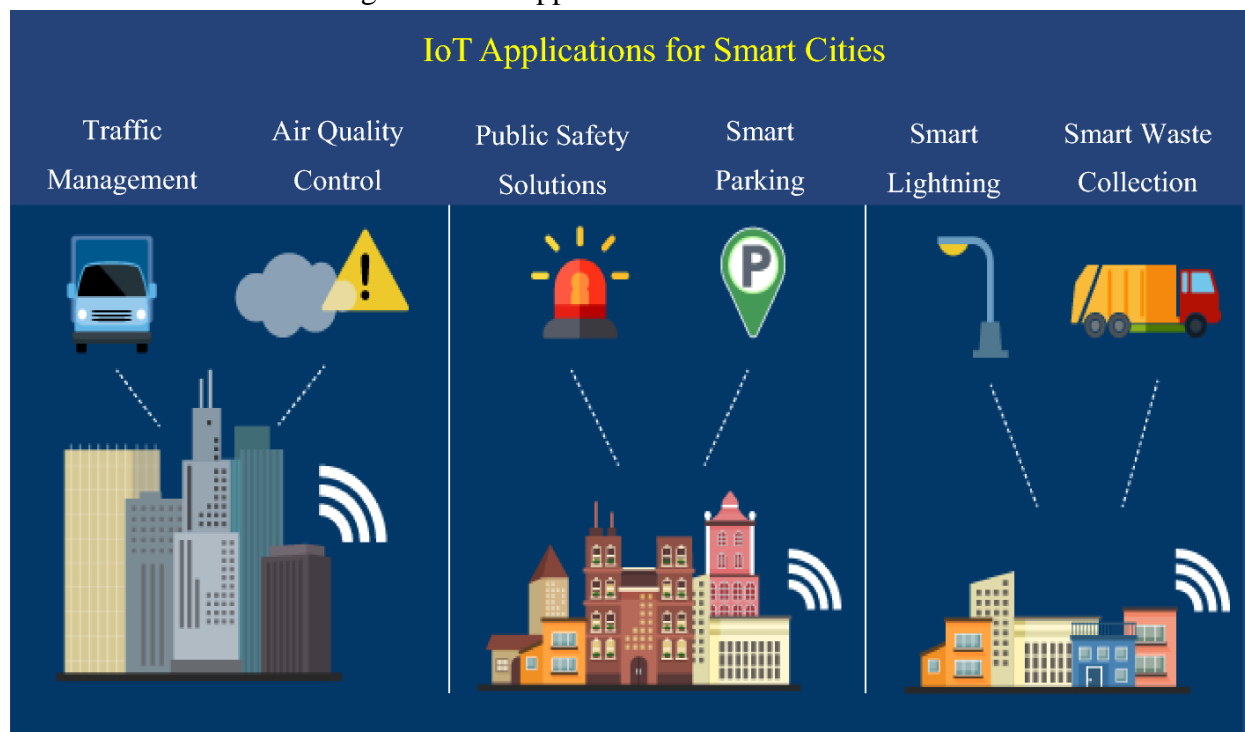 IoT Applications for Smart Cities
Traffic
Management
Air Quality
Control
Public Safety
Solutions
Smart
Parking
Smart
Lightning
Smart Waste
Collection
P